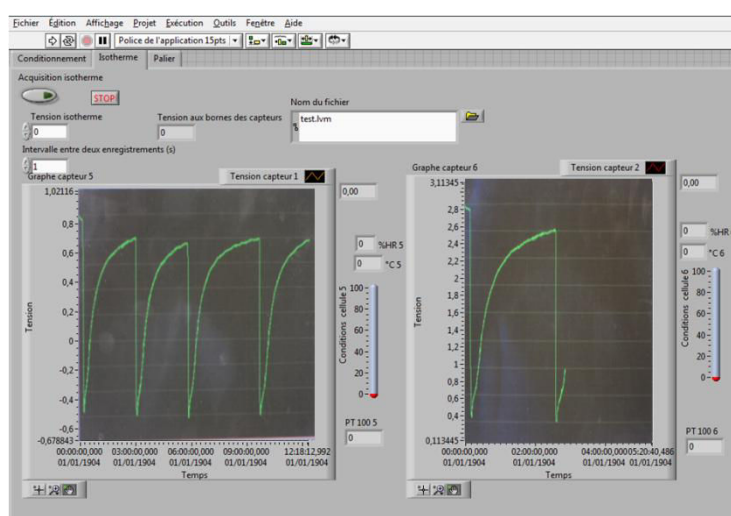 Fichier Édition Affichage Projet Exécution Outils Fenêtre Aide
Police de l'application 15pts
Conditionnement Isotherme Palier
Acquisition isotherme
STOP
Nom du fichier
Tension isotherme Tension aux bornes des capteurs
test.lvm
0 0
Intervalle entre deux enregistrements (s)
1
Graphe capteur 5 Tension capteur 1
1,02116
0,8
0,6
0,4
0,2
0
-0,2
-0,4
-0,6
-0,678843
Tension
00:00:00,000 03:00:00,000 06:00:00,000 09:00:00,000 12:18:12,992
01/01/1904 01/01/1904 01/01/1904 01/01/1904 01/01/1904
Temps
0,00
0 %HR 5
0 °C 5
Conditions cellule 5
100
80
60
40
20
0
PT 100 5
0
Graphe capteur 6 Tension capteur 2
3,11345
2,8
2,6
2,4
2,2
2
1,8
1,6
1,4
1,2
1
0,8
0,6
0,4
0,113445
Tension
00:00:00,000 02:00:00,000 04:00:00,000 05:20:40,486
01/01/1904 01/01/1904 01/01/1904 01/01/1904
Temps
0,00
0 %HR
0 °C 6
Conditions cellule 6
100
80
60
40
20
0
PT 100 6
0